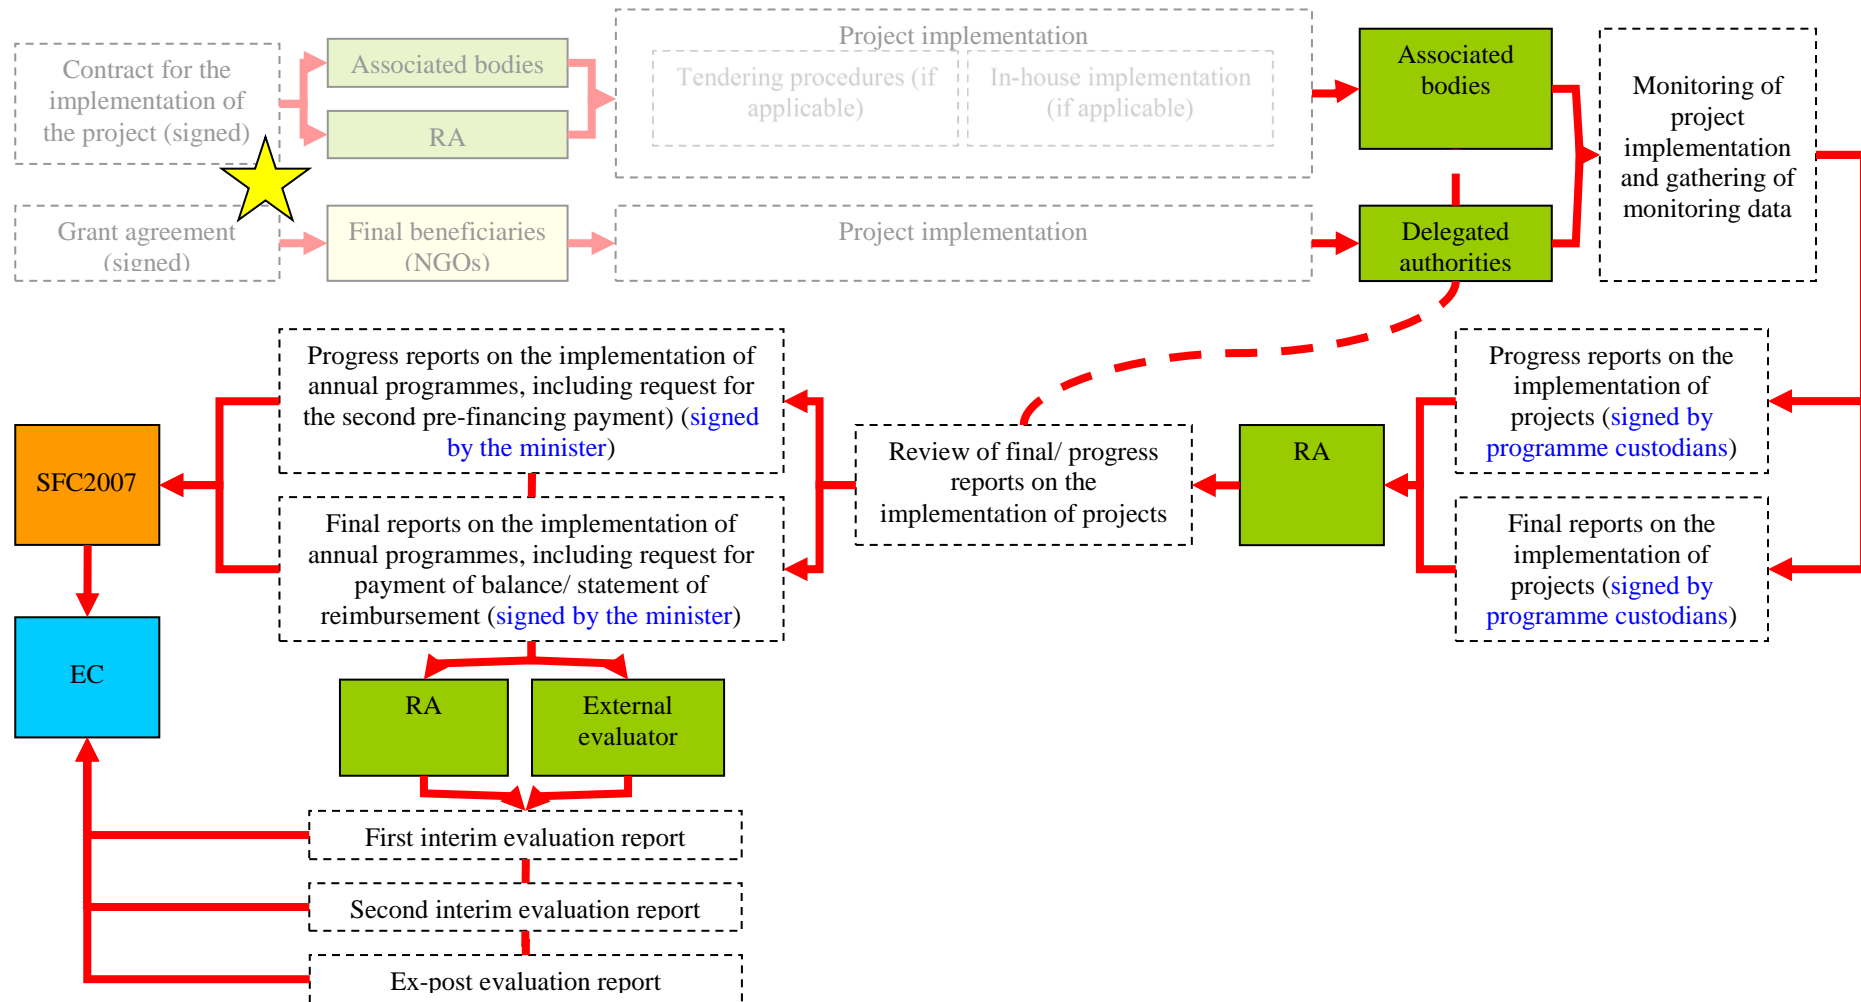 Contract for the
implementation of
the project (signed)
Associated bodies
RA
Project implementation
Tendering procedures (if
applicable)
In-house implementation
(if applicable)
Associated
bodies
Monitoring of
project
implementation
and gathering of
monitoring data
Grant agreement
(signed)
Final beneficiaries
(NGOs)
Project implementation
Delegated
authorities
Progress reports on the implementation of
annual programmes, including request for
the second pre-financing payment) (signed
by the minister)
Progress reports on the
implementation of
projects (signed by
programme custodians)
SFC2007
Review of final/ progress
reports on the
implementation of projects
RA
Final reports on the implementation of
annual programmes, including request for
payment of balance/ statement of
reimbursement (signed by the minister)
Final reports on the
implementation of
projects (signed by
programme custodians)
EC
RA
External
evaluator
First interim evaluation report
Second interim evaluation report
Ex-post evaluation report